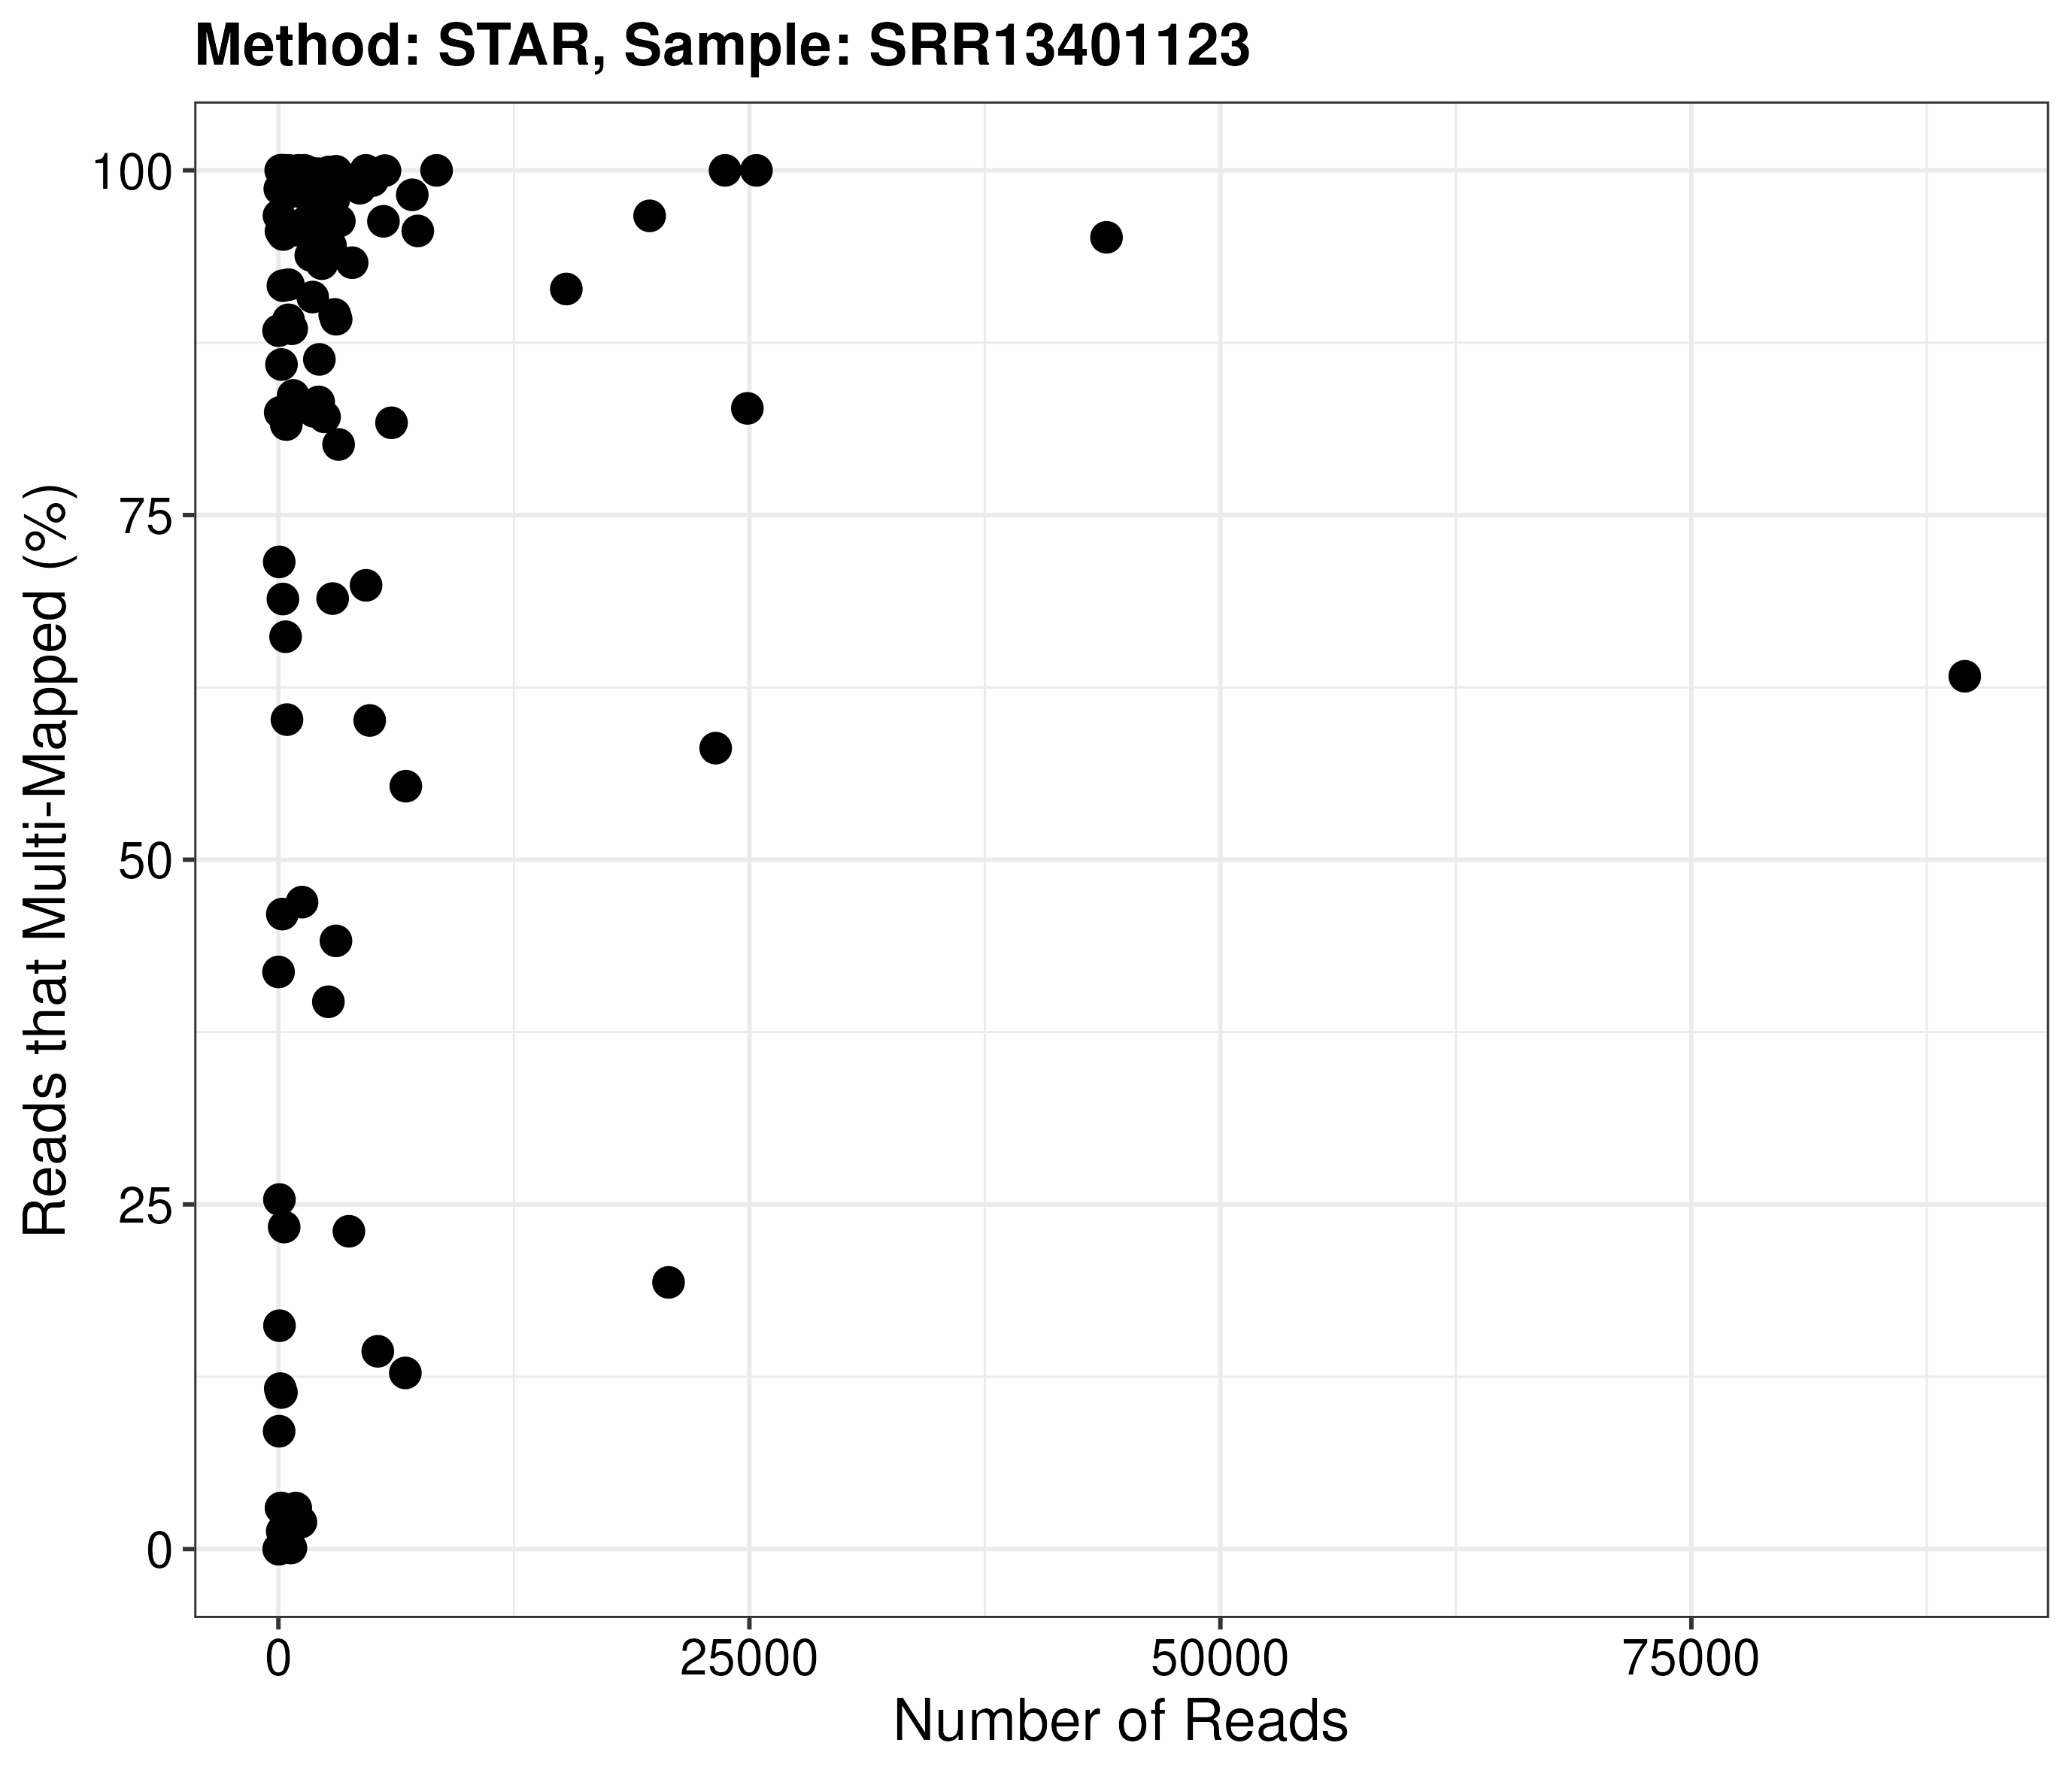 Method: STAR, Sample: SRR13401123
Reads that Multi-Mapped (%)
100
75
50
25
0
0 25000 50000 75000
Number of Reads